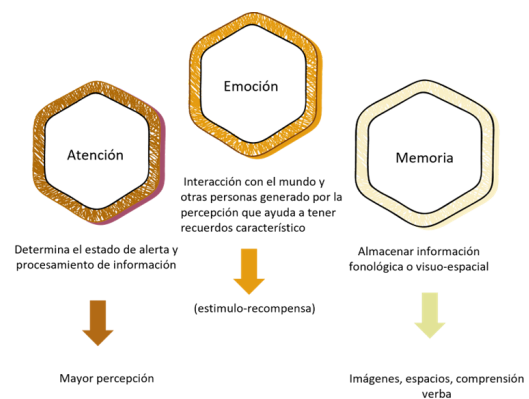 Emoción
Atención
Memoria
Interacción con el mundo y
otras personas generado por la
percepción que ayuda a tener
recuerdos característico
Determina el estado de alerta y
procesamiento de información
Almacenar información
fonológica o visuo-espacial
(estimulo-recompensa)
Mayor percepción
Imágenes, espacios, comprensión
verba